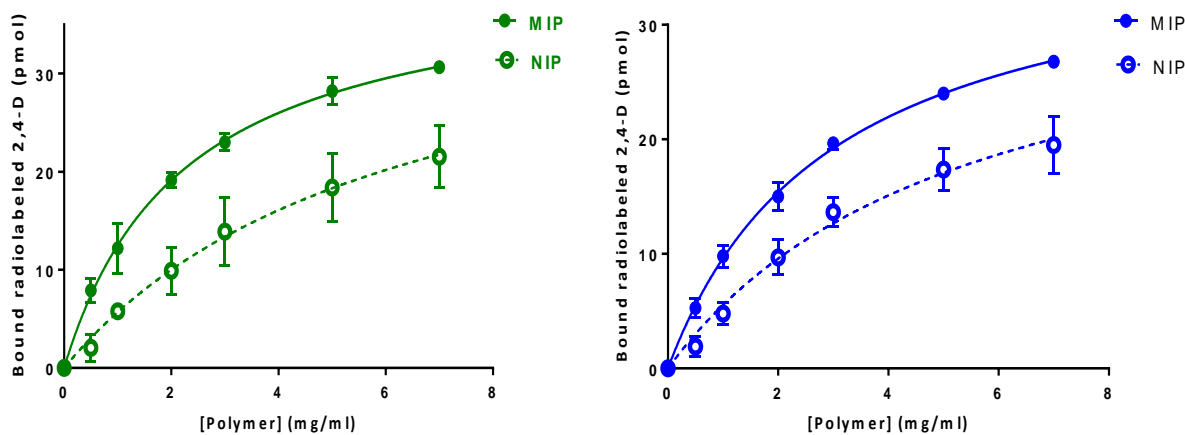 Bound radiolabeled 2,4-D (pmol)
30
20
10
0
0 2 4 6 8
[Polymer] (mg/ml)
MIP
NIP
Bound radiolabeled 2,4-D (pmol)
30
20
10
0
0 2 4 6 8
[Polymer] (mg/ml)
MIP
NIP